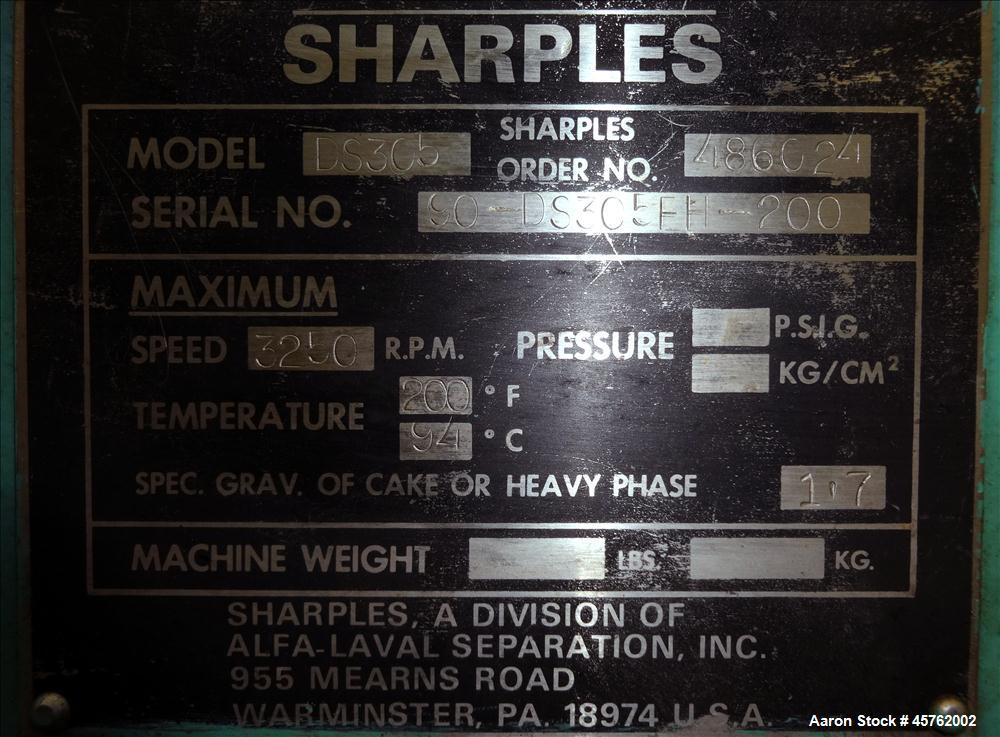 SHARPLES
MODEL DS305 SHARPLES ORDER NO. 486024
SERIAL NO. 90-DS305FH-200
MAXIMUM
SPEED 3250 R.P.M. PRESSURE P.S.I.G.
KG/CM²
TEMPERATURE 200 °F
94 °C
SPEC. GRAV. OF CAKE OR HEAVY PHASE 1.7
MACHINE WEIGHT LBS. KG.
SHARPLES, A DIVISION OF
ALFA-LAVAL SEPARATION, INC.
955 MEARNS ROAD
WARMINSTER, PA. 18974 U.S.A.
Aaron Stock # 45762002